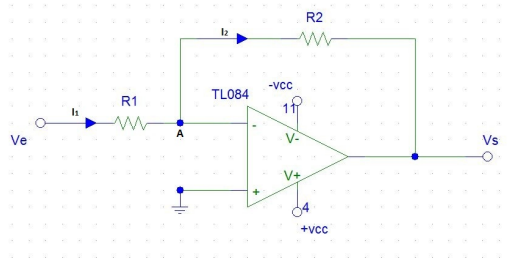 R2
I₂
-vcc
TL084
11
I₁
R1
-
V-
A
Ve
Vs
V+
+
4
+vcc